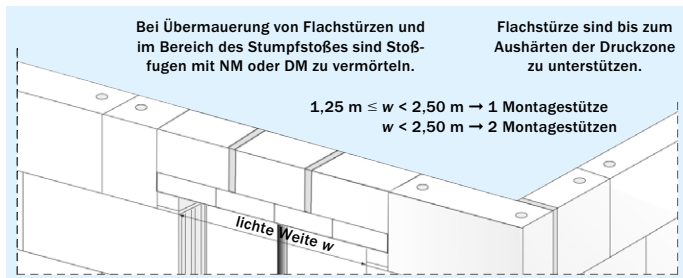 Bei Übermauerung von Flachstürzen und
im Bereich des Stumpfstoßes sind Stoß-
fugen mit NM oder DM zu vermörteln.
Flachstürze sind bis zum
Aushärten der Druckzone
zu unterstützen.
1,25 m ≤ w < 2,50 m → 1 Montagestütze
w < 2,50 m → 2 Montagestützen
lichte Weite w